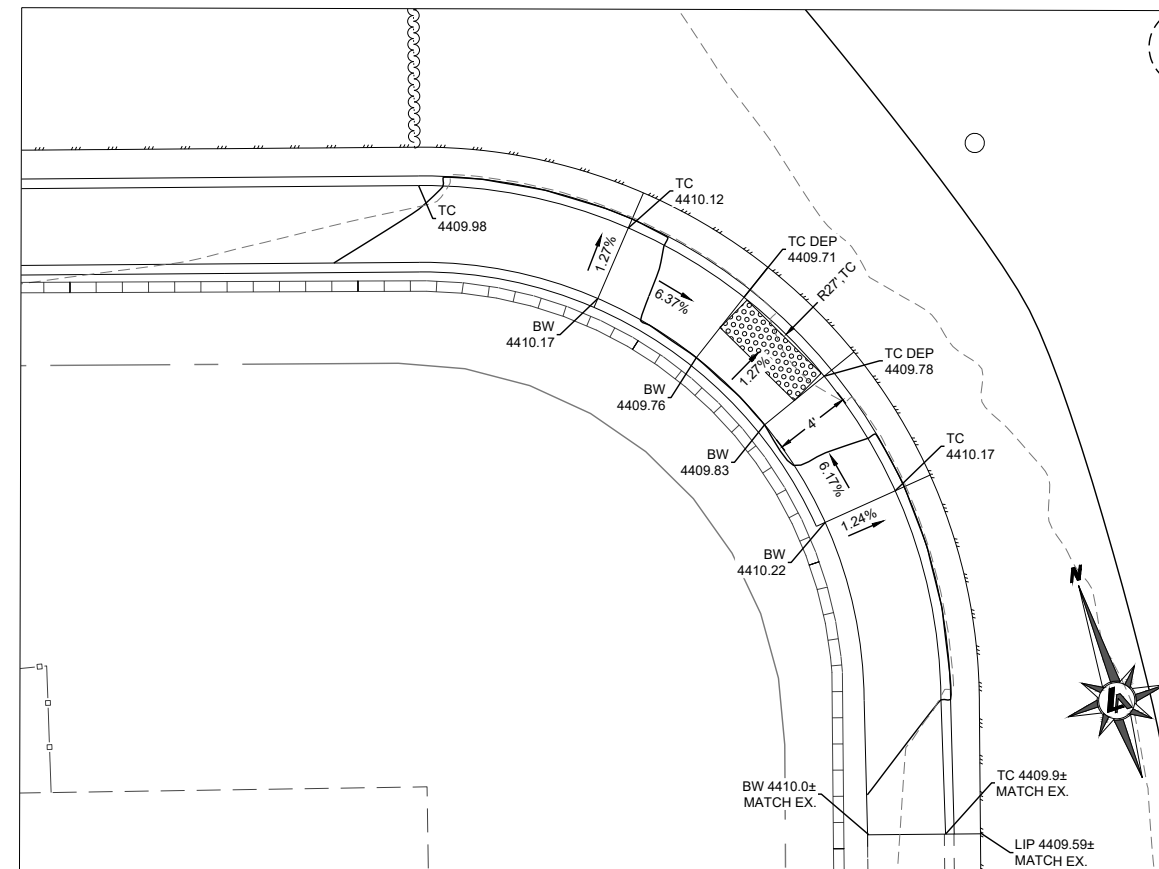 TC
4410.12
TC
4409.98
1.27%
TC DEP
4409.71
R27',TC
6.37%
BW
4410.17
1.27%
TC DEP
4409.78
BW
4409.76
4'
BW
4409.83
TC
4410.17
6.17%
1.24%
BW
4410.22
N
LA
BW 4410.0±
MATCH EX.
TC 4409.9±
MATCH EX.
LIP 4409.59±
MATCH EX.